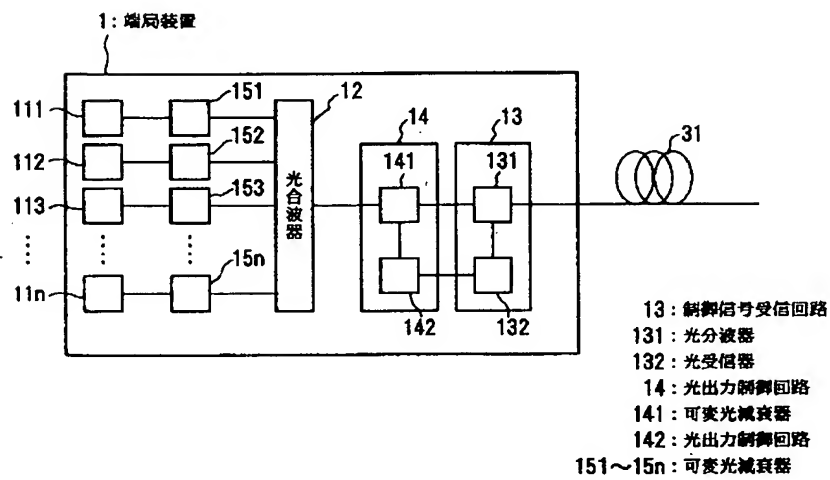 1：端局装置
111
151
12
14
13
31
112
152
141
131
113
153
光合波器
11n
15n
142
132
13：制御信号受信回路
131：光分波器
132：光受信器
14：光出力制御回路
141：可変光減衰器
142：光出力制御回路
151～15n：可変光減衰器